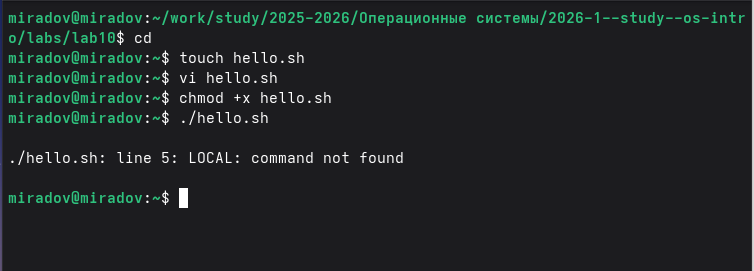 miradov@miradov:~/work/study/2025-2026/Операционные системы/2026-1--study--os-int
ro/labs/lab10$ cd
miradov@miradov:~$ touch hello.sh
miradov@miradov:~$ vi hello.sh
miradov@miradov:~$ chmod +x hello.sh
miradov@miradov:~$ ./hello.sh
./hello.sh: line 5: LOCAL: command not found
miradov@miradov:~$